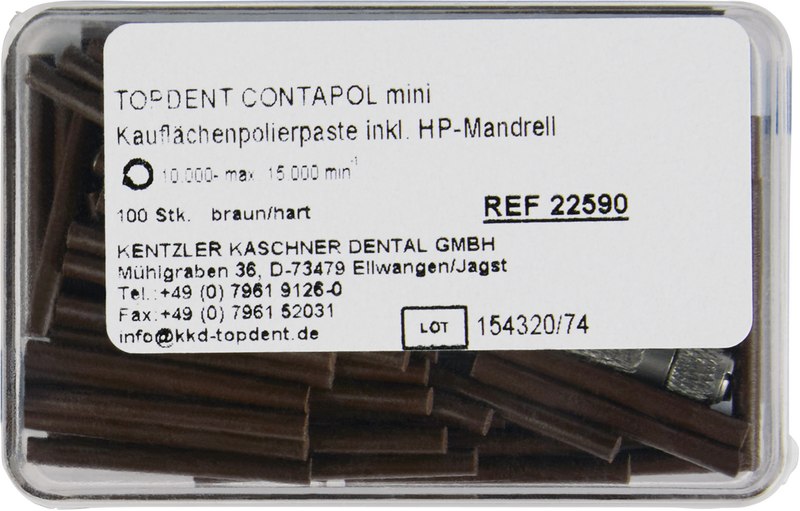 TOPDENT CONTAPOL mini
Kauflächenpolierpaste inkl. HP-Mandrell
10.000- max. 15.000 min⁻¹
100 Stk. braun/hart REF 22590
KENTZLER KASCHNER DENTAL GMBH
Mühlgraben 36, D-73479 Ellwangen/Jagst
Tel.:+49 (0) 7961 9126-0
Fax:+49 (0) 7961 52031
info@kkd-topdent.de
LOT 154320/74